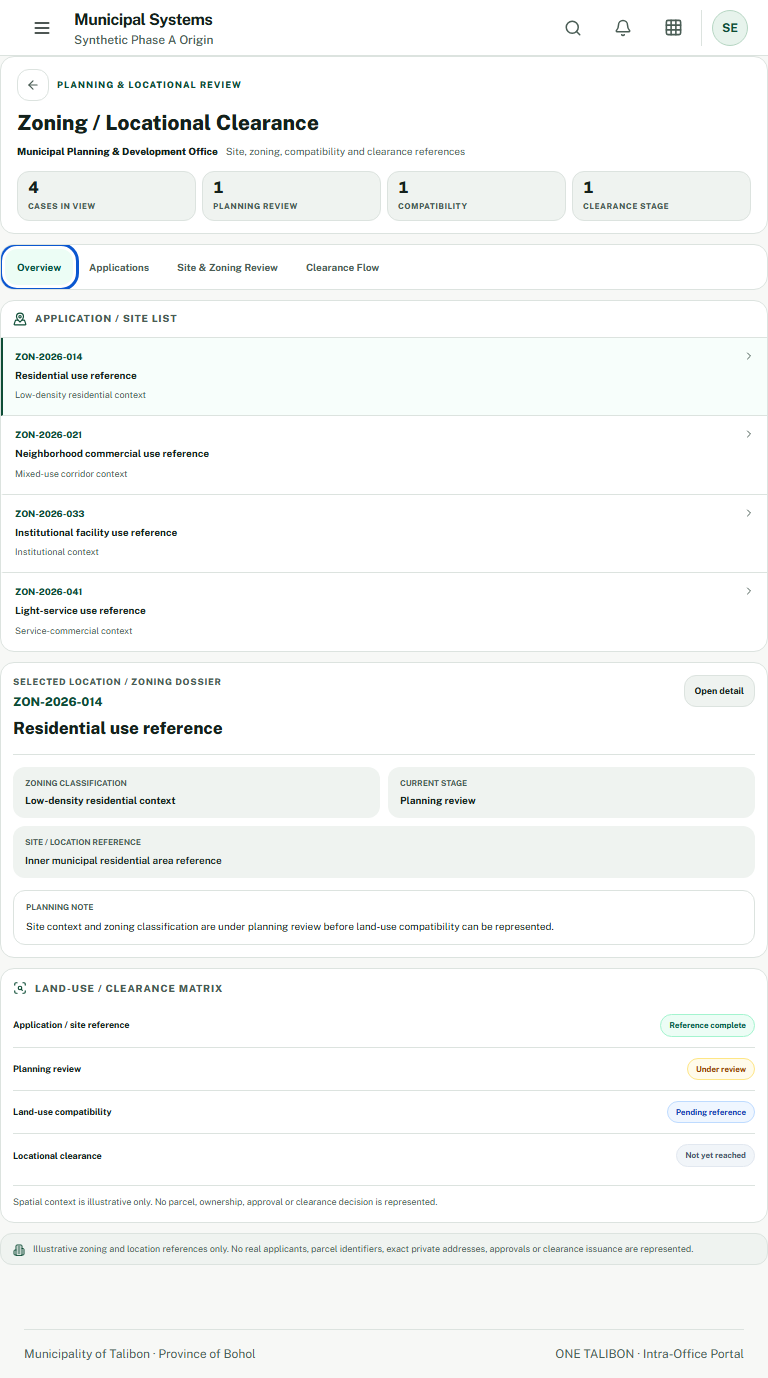 Municipal Systems
Synthetic Phase A Origin
SE
PLANNING & LOCATIONAL REVIEW
Zoning / Locational Clearance
Municipal Planning & Development Office Site, zoning, compatibility and clearance references
4
CASES IN VIEW
1
PLANNING REVIEW
1
COMPATIBILITY
1
CLEARANCE STAGE
Overview Applications Site & Zoning Review Clearance Flow
APPLICATION / SITE LIST
ZON-2026-014
Residential use reference
Low-density residential context
ZON-2026-021
Neighborhood commercial use reference
Mixed-use corridor context
ZON-2026-033
Institutional facility use reference
Institutional context
ZON-2026-041
Light-service use reference
Service-commercial context
SELECTED LOCATION / ZONING DOSSIER
ZON-2026-014
Open detail
Residential use reference
ZONING CLASSIFICATION
Low-density residential context
CURRENT STAGE
Planning review
SITE / LOCATION REFERENCE
Inner municipal residential area reference
PLANNING NOTE
Site context and zoning classification are under planning review before land-use compatibility can be represented.
LAND-USE / CLEARANCE MATRIX
Application / site reference Reference complete
Planning review Under review
Land-use compatibility Pending reference
Locational clearance Not yet reached
Spatial context is illustrative only. No parcel, ownership, approval or clearance decision is represented.
Illustrative zoning and location references only. No real applicants, parcel identifiers, exact private addresses, approvals or clearance issuance are represented.
Municipality of Talibon · Province of Bohol
ONE TALIBON · Intra-Office Portal